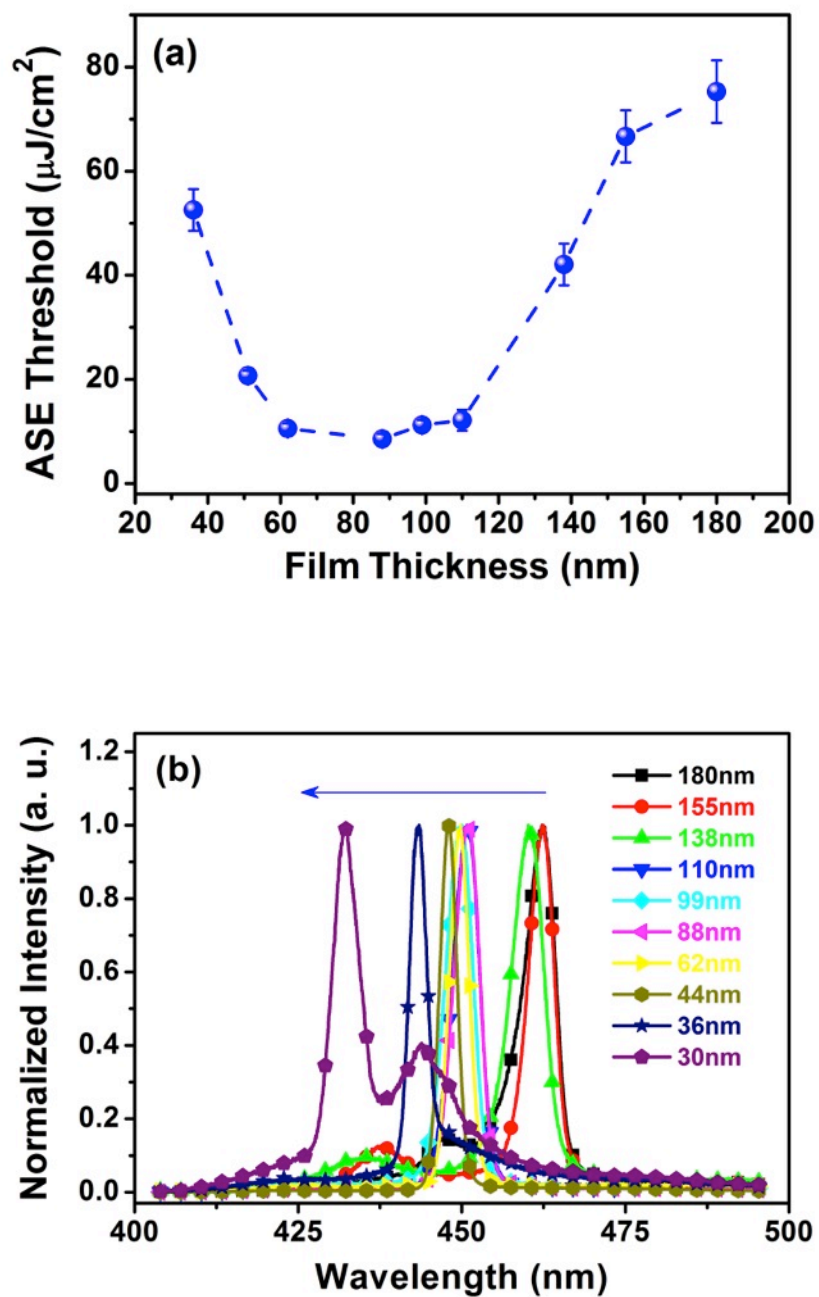 (a)
ASE Threshold (μJ/cm²)
80
60
40
20
0
20 40 60 80 100 120 140 160 180 200
Film Thickness (nm)
(b)
Normalized Intensity (a. u.)
1.2
1.0
0.8
0.6
0.4
0.2
0.0
180nm
155nm
138nm
110nm
99nm
88nm
62nm
44nm
36nm
30nm
400 425 450 475 500
Wavelength (nm)